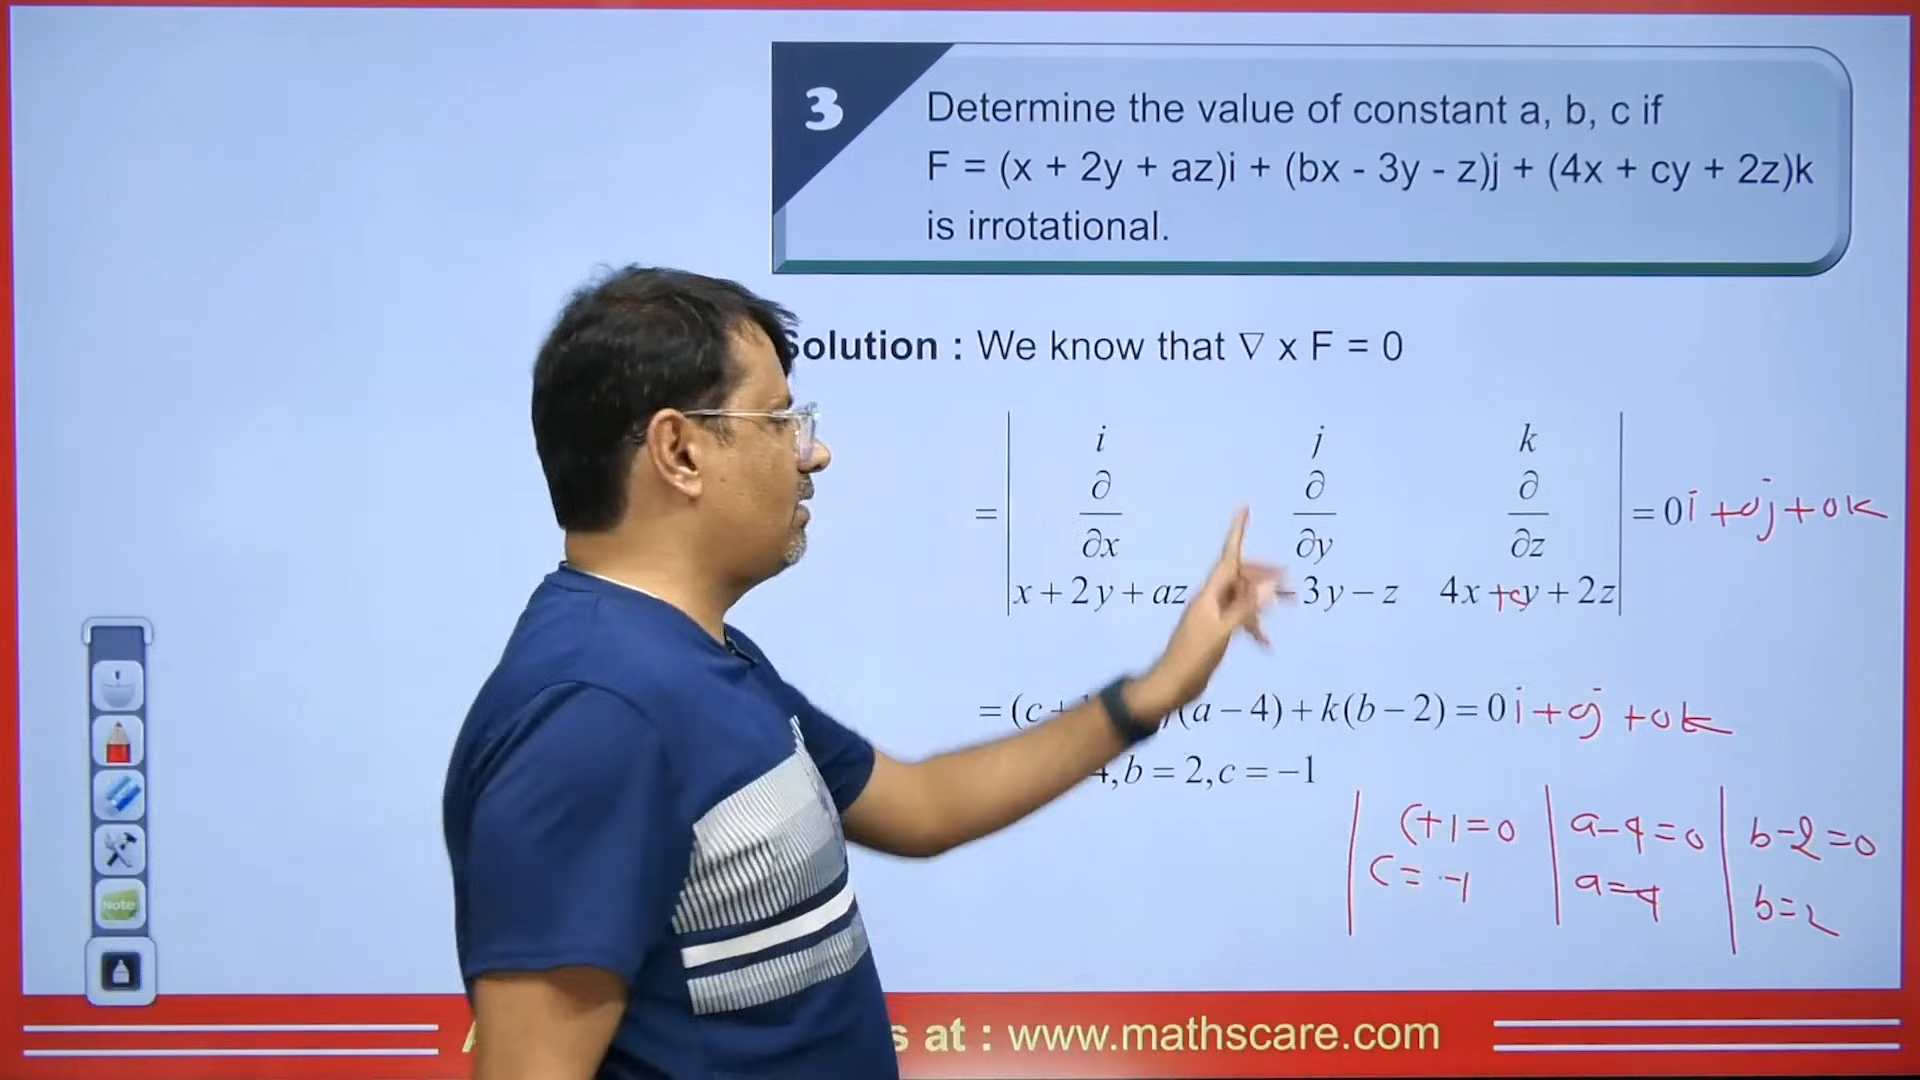 3
Determine the value of constant a, b, c if
F = (x + 2y + az)i + (bx - 3y - z)j + (4x + cy + 2z)k
is irrotational.
Solution : We know that ∇ x F = 0
i j k
∂ ∂ ∂
∂x ∂y ∂z
= = 0i + 0j + 0k
x + 2y + az - 3y - z 4x + cy + 2z
= (c + (a - 4) + k(b - 2) = 0i + 0j + 0k
4, b = 2, c = -1
c+1=0 a-4=0 b-2=0
c = -1 a=4 b=2
Note
s at : www.mathscare.com